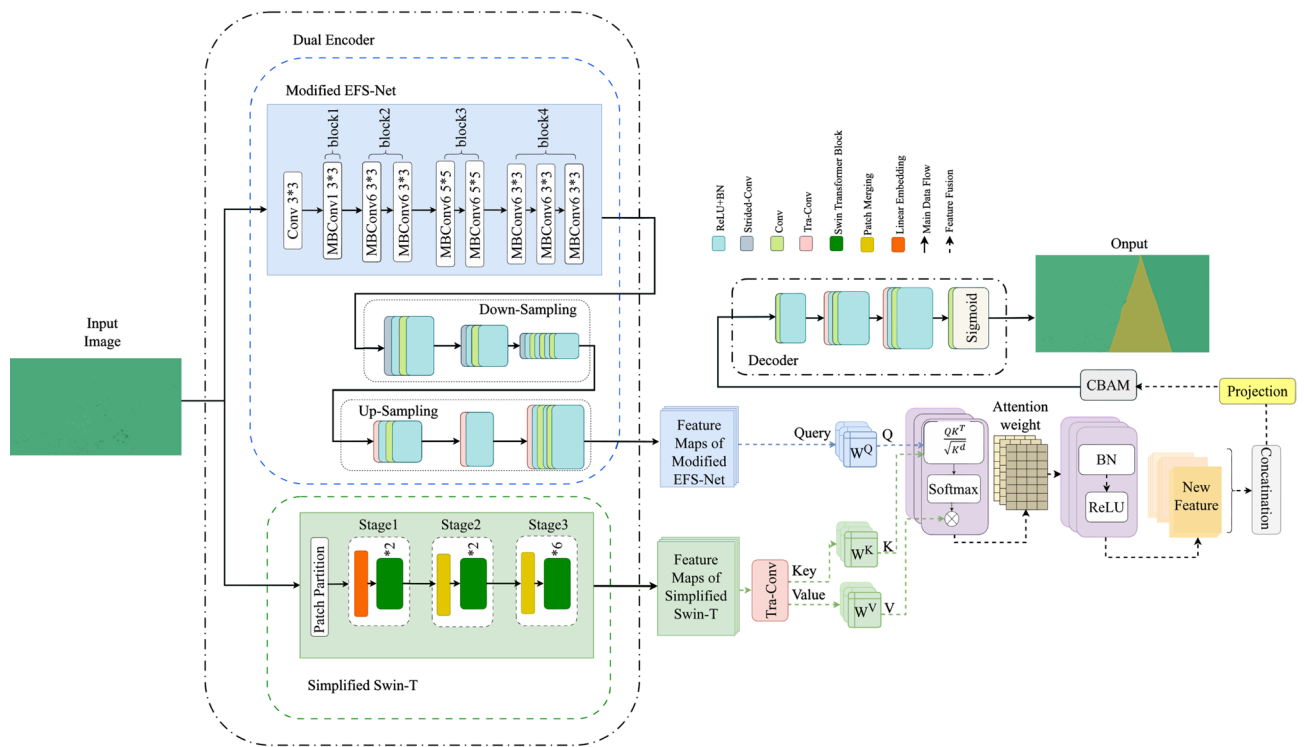 Dual Encoder
Modified EFS-Net
block1
block2
block3
block4
Conv 3*3
MBConv1 3*3
MBConv6 3*3
MBConv6 3*3
MBConv6 5*5
MBConv6 5*5
MBConv6 3*3
MBConv6 3*3
MBConv6 3*3
Input
Image
Down-Sampling
Up-Sampling
Stage1
Stage2
Stage3
Patch Partition
*2
*2
*6
Simplified Swin-T
ReLU+BN
Strided-Conv
Conv
Tra-Conv
Swin Transformer Block
Patch Merging
Linear Embedding
Main Data Flow
Feature Fusion
Onput
Sigmoid
Decoder
CBAM
Projection
Feature
Maps of
Modified
EFS-Net
Query
W^Q
Q
QK^T
√K^d
Softmax
Attention
weight
BN
ReLU
New
Feature
Concatination
Feature
Maps of
Simplified
Swin-T
Tra-Conv
Key
Value
W^K
K
W^V
V